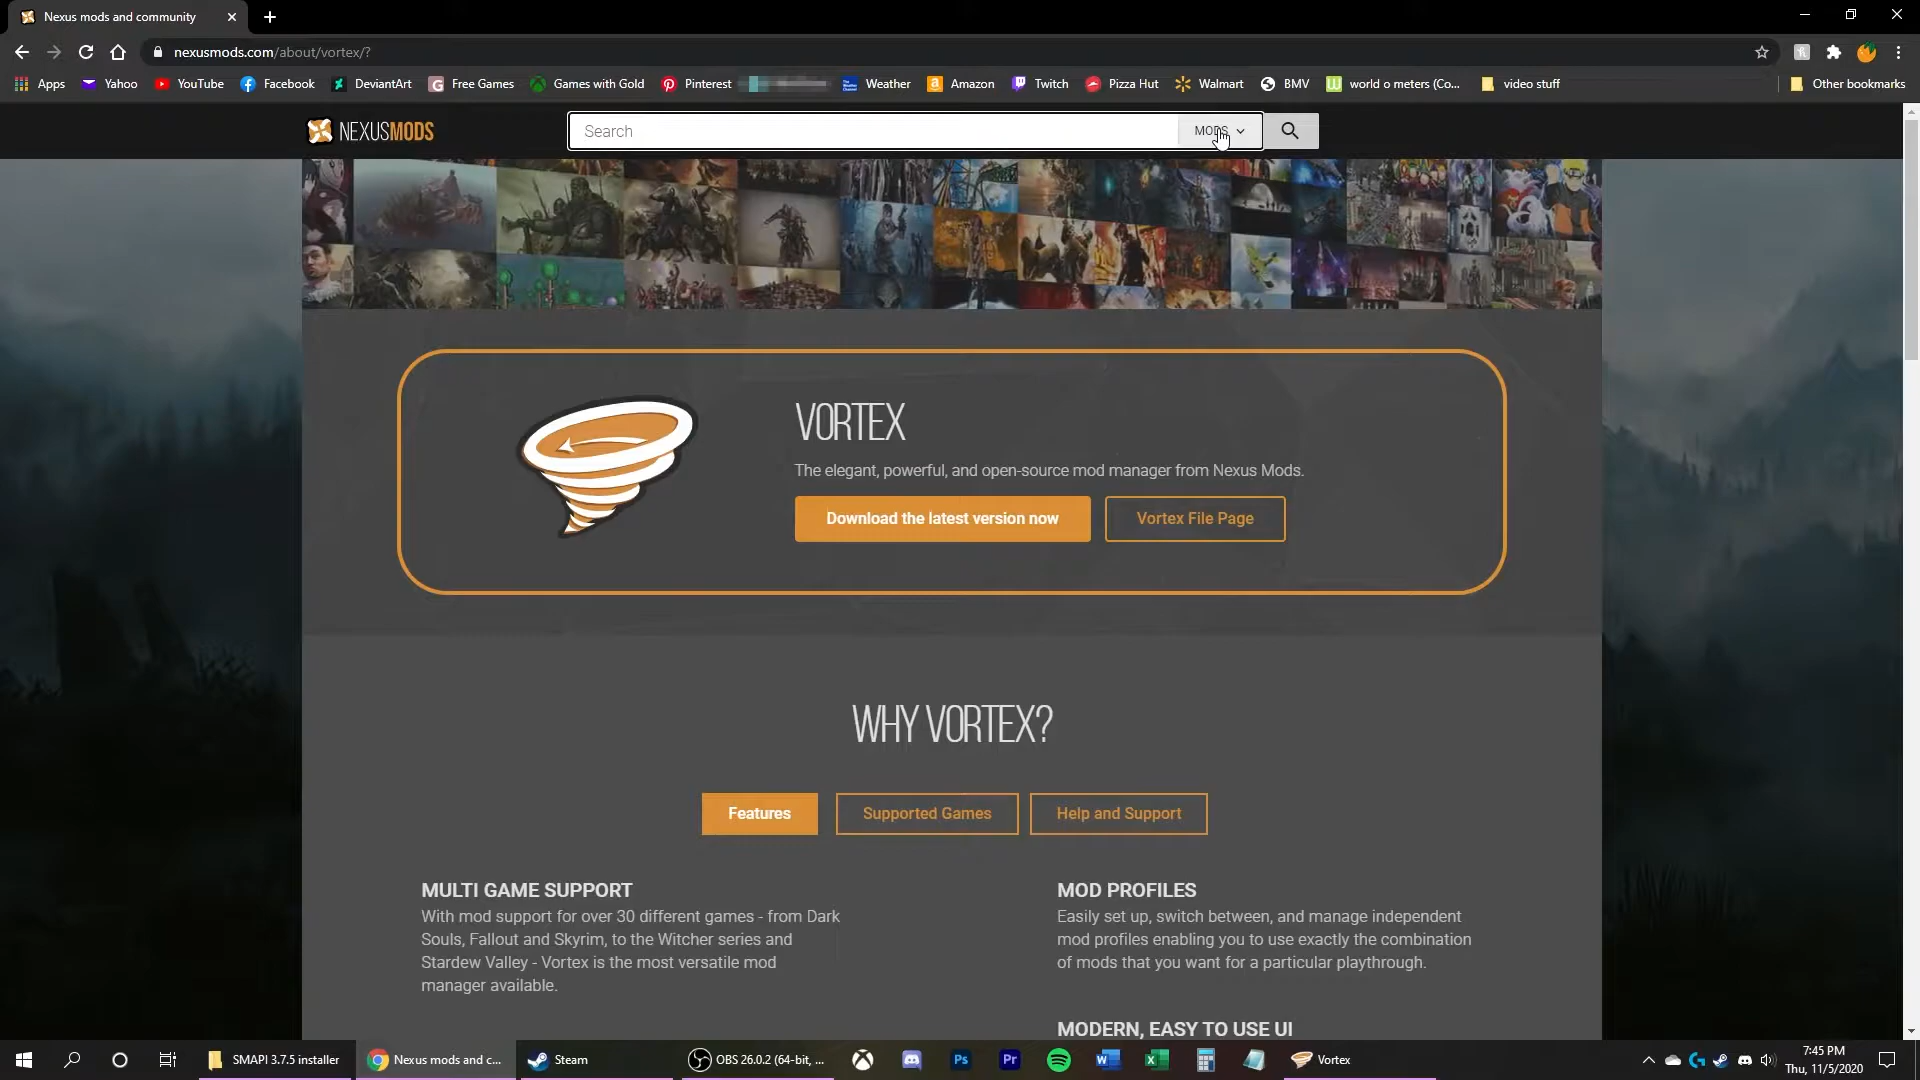 Nexus mods and community
nexusmods.com/about/vortex/?
Apps
Yahoo
YouTube
Facebook
DeviantArt
Free Games
Games with Gold
Pinterest
Weather
Amazon
Twitch
Pizza Hut
Walmart
BMV
world o meters (Co...
video stuff
Other bookmarks
NEXUSMODS
Search
MODS
VORTEX
The elegant, powerful, and open-source mod manager from Nexus Mods.
Download the latest version now
Vortex File Page
WHY VORTEX?
Features
Supported Games
Help and Support
MULTI GAME SUPPORT
With mod support for over 30 different games - from Dark
Souls, Fallout and Skyrim, to the Witcher series and
Stardew Valley - Vortex is the most versatile mod
manager available.
MOD PROFILES
Easily set up, switch between, and manage independent
mod profiles enabling you to use exactly the combination
of mods that you want for a particular playthrough.
MODERN, EASY TO USE UI
SMAPI 3.7.5 installer
Nexus mods and c...
Steam
OBS 26.0.2 (64-bit, ...
Ps
Pr
Vortex
7:45 PM
Thu, 11/5/2020